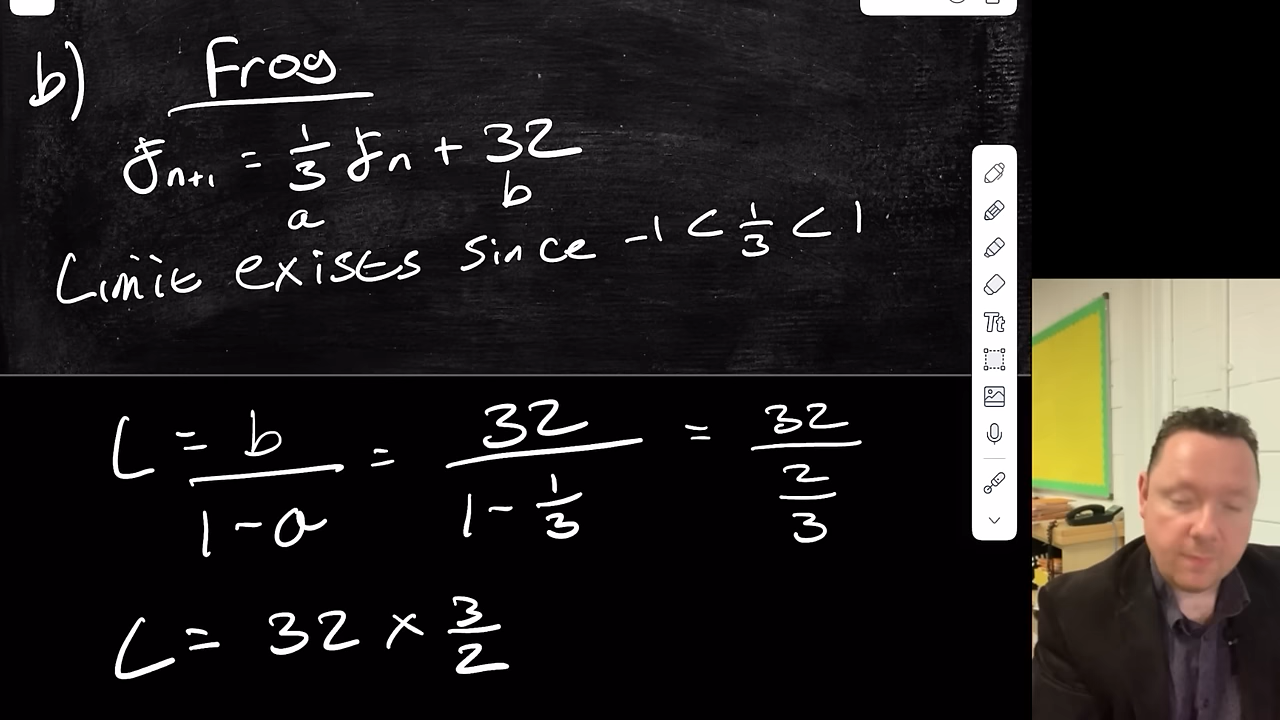 b) Frog
fₙ₊₁ = 1/3 fₙ + 32
a b
Limit exists since -1 < 1/3 < 1
L = b/(1-a) = 32/(1-1/3) = 32/(2/3)
L = 32 × 3/2
Tt